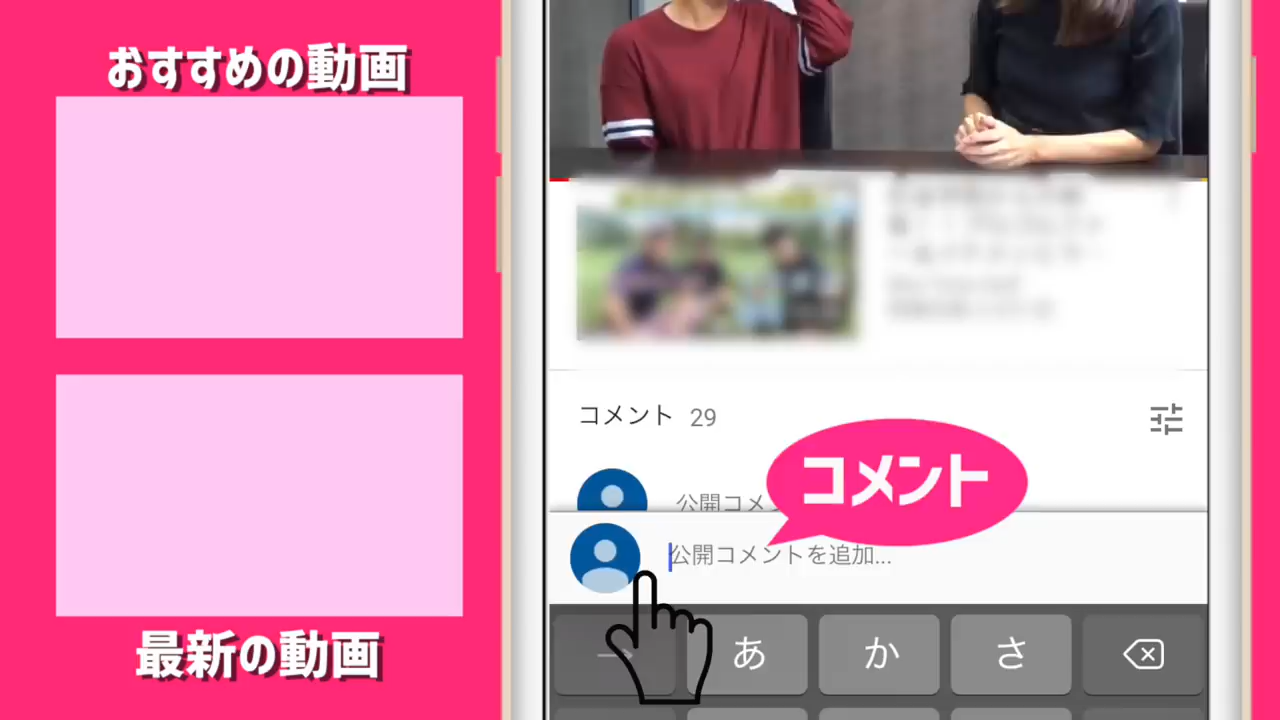 おすすめの動画
最新の動画
コメント 29
コメント
公開コメ
公開コメントを追加...
あ
か
さ